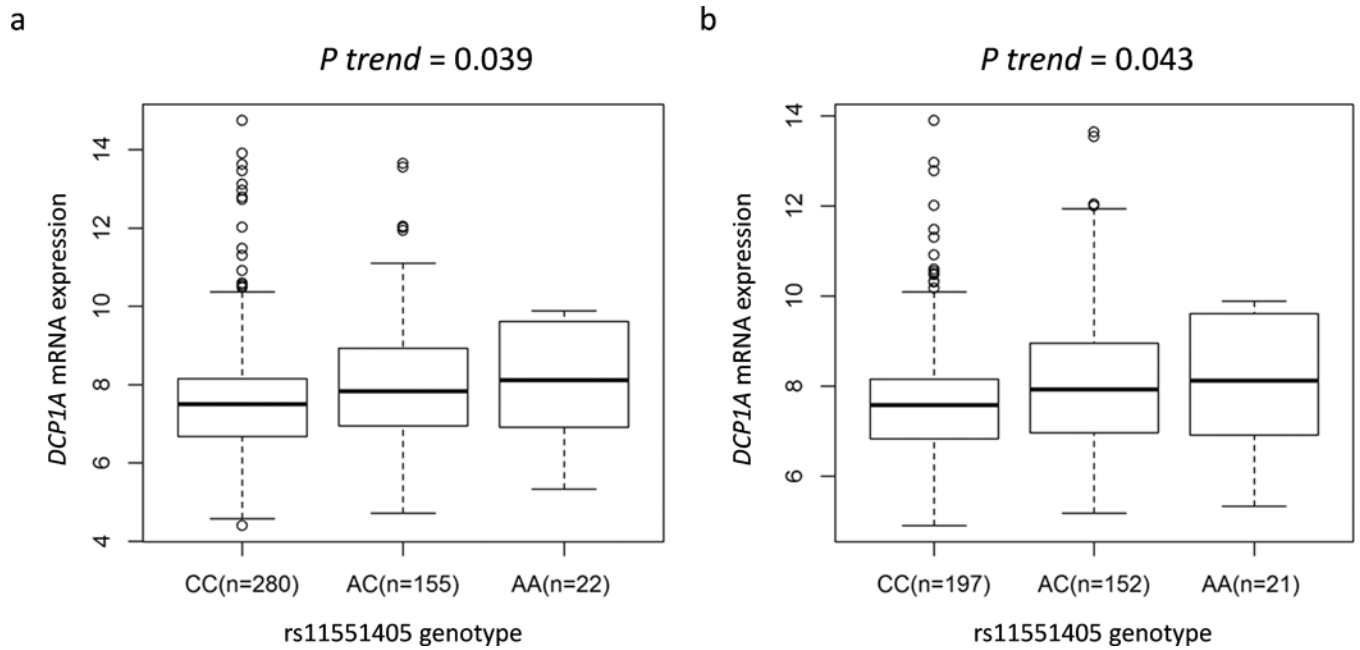 a
P trend = 0.039
DCP1A mRNA expression
14
12
10
8
6
4
CC(n=280) AC(n=155) AA(n=22)
rs11551405 genotype
b
P trend = 0.043
DCP1A mRNA expression
14
12
10
8
6
CC(n=197) AC(n=152) AA(n=21)
rs11551405 genotype